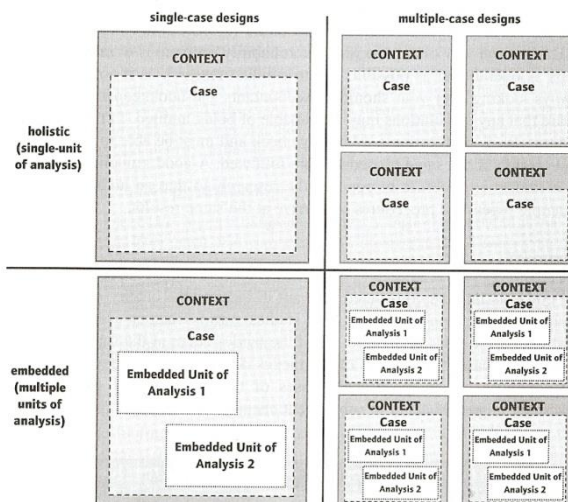 single-case designs
multiple-case designs
holistic
(single-unit
of analysis)
CONTEXT
Case
CONTEXT
Case
CONTEXT
Case
CONTEXT
Case
CONTEXT
Case
embedded
(multiple
units of
analysis)
CONTEXT
Case
Embedded Unit of
Analysis 1
Embedded Unit of
Analysis 2
CONTEXT
Case
Embedded Unit of
Analysis 1
Embedded Unit of
Analysis 2
CONTEXT
Case
Embedded Unit of
Analysis 1
Embedded Unit of
Analysis 2
CONTEXT
Case
Embedded Unit of
Analysis 1
Embedded Unit of
Analysis 2
CONTEXT
Case
Embedded Unit of
Analysis 1
Embedded Unit of
Analysis 2